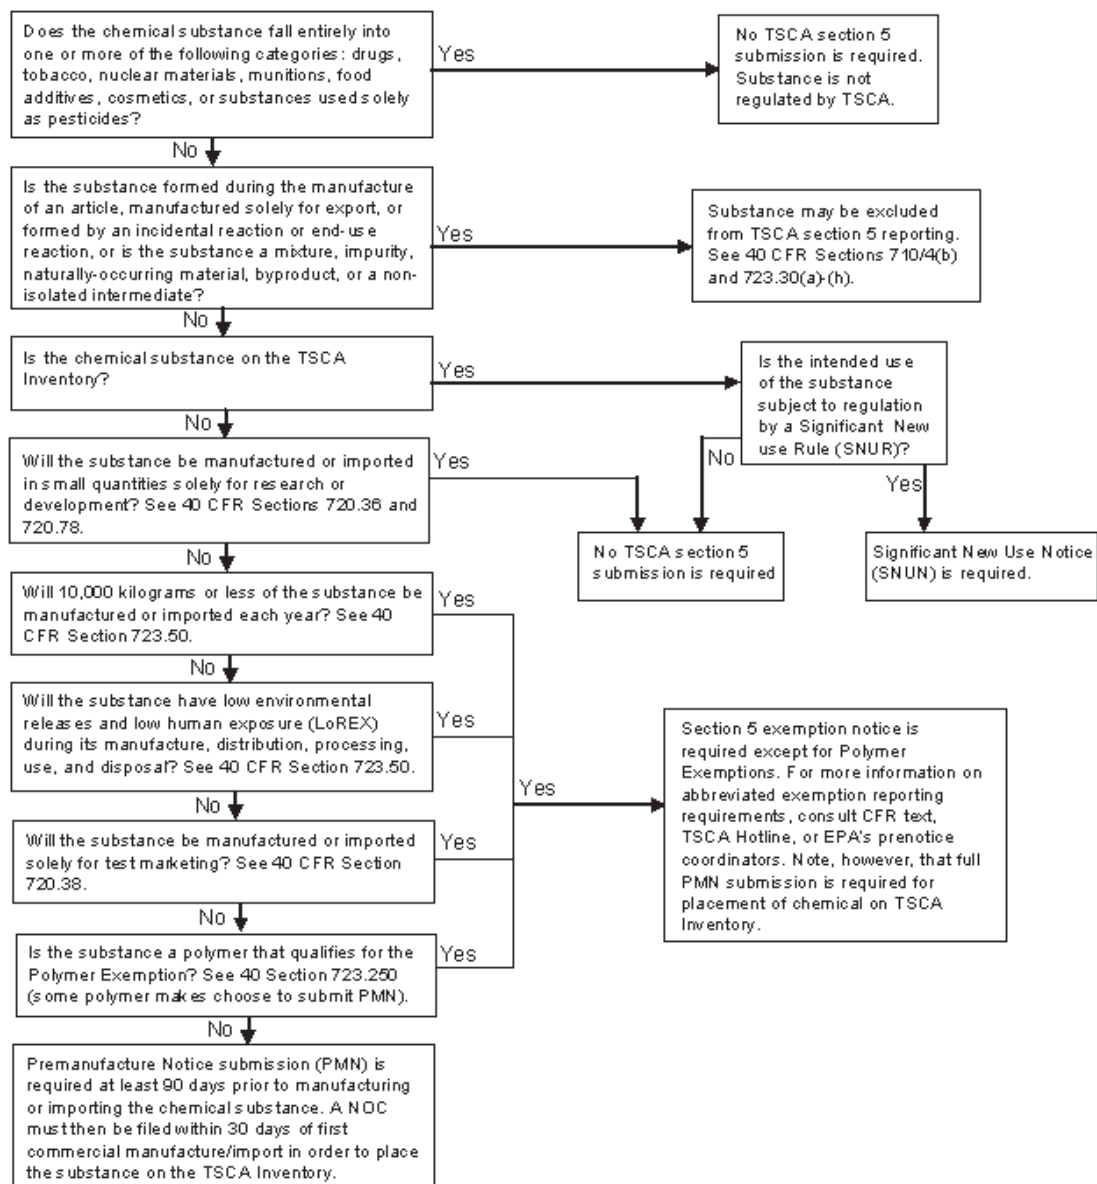 Does the chemical substance fall entirely into
one or more of the following categories: drugs,
tobacco, nuclear materials, munitions, food
additives, cosmetics, or substances used solely
as pesticides?
Yes
No TSCA section 5
submission is required.
Substance is not
regulated by TSCA.
No
Is the substance formed during the manufacture
of an article, manufactured solely for export, or
formed by an incidental reaction or end-use
reaction, or is the substance a mixture, impurity,
naturally-occurring material, byproduct, or a non-
isolated intermediate?
Yes
Substance may be excluded
from TSCA section 5 reporting.
See 40 CFR Sections 710/4(b)
and 723.30(a)-(h).
No
Is the chemical substance on the TSCA
Inventory?
Yes
Is the intended use
of the substance
subject to regulation
by a Significant New
use Rule (SNUR)?
No
Yes
No
Will the substance be manufactured or imported
in small quantities solely for research or
development? See 40 CFR Sections 720.36 and
720.78.
Yes
No TSCA section 5
submission is required
Significant New Use Notice
(SNUN) is required.
No
Will 10,000 kilograms or less of the substance be
manufactured or imported each year? See 40
CFR Section 723.50.
Yes
No
Will the substance have low environmental
releases and low human exposure (LoREX)
during its manufacture, distribution, processing,
use, and disposal? See 40 CFR Section 723.50.
Yes
Yes
Section 5 exemption notice is
required except for Polymer
Exemptions. For more information on
abbreviated exemption reporting
requirements, consult CFR text,
TSCA Hotline, or EPA's prenotice
coordinators. Note, however, that full
PMN submission is required for
placement of chemical on TSCA
Inventory.
No
Will the substance be manufactured or imported
solely for test marketing? See 40 CFR Section
720.38.
Yes
No
Is the substance a polymer that qualifies for the
Polymer Exemption? See 40 Section 723.250
(some polymer makes choose to submit PMN).
Yes
No
Premanufacture Notice submission (PMN) is
required at least 90 days prior to manufacturing
or importing the chemical substance. A NOC
must then be filed within 30 days of first
commercial manufacture/import in order to place
the substance on the TSCA Inventory.